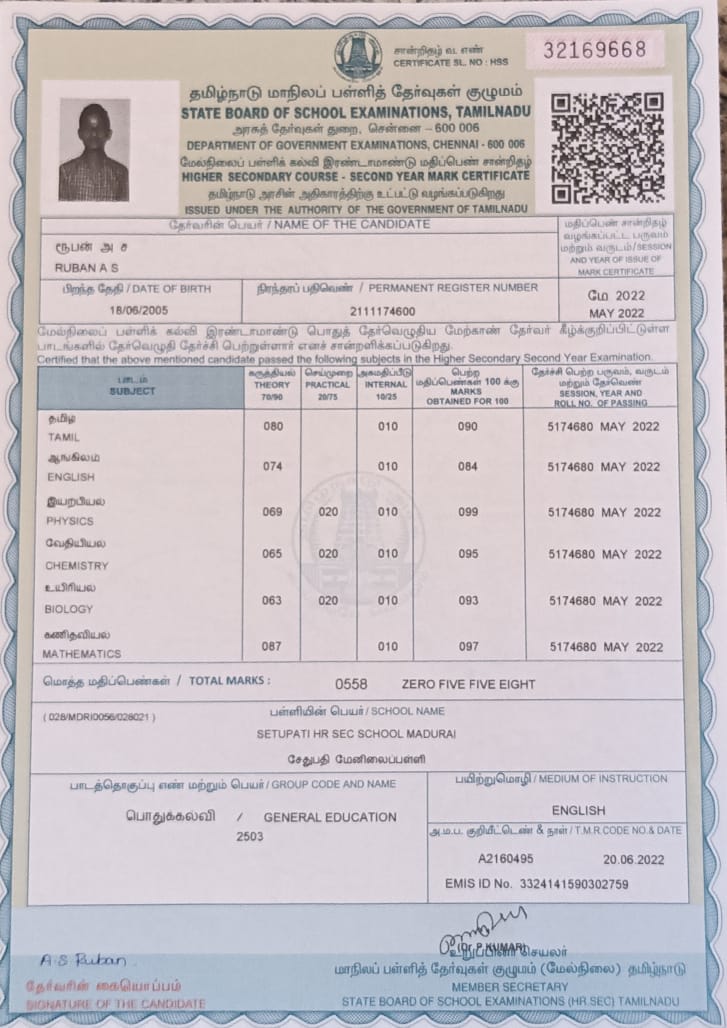 சான்றிதழ் வ. எண்
CERTIFICATE SL. NO : HSS
32169668
தமிழ்நாடு மாநிலப் பள்ளித் தேர்வுகள் குழுமம்
STATE BOARD OF SCHOOL EXAMINATIONS, TAMILNADU
அரசுத் தேர்வுகள் துறை, சென்னை – 600 006
DEPARTMENT OF GOVERNMENT EXAMINATIONS, CHENNAI - 600 006
மேல்நிலைப் பள்ளிக் கல்வி இரண்டாமாண்டு மதிப்பெண் சான்றிதழ்
HIGHER SECONDARY COURSE - SECOND YEAR MARK CERTIFICATE
தமிழ்நாடு அரசின் அதிகாரத்திற்கு உட்பட்டு வழங்கப்படுகிறது
ISSUED UNDER THE AUTHORITY OF THE GOVERNMENT OF TAMILNADU
தேர்வரின் பெயர் / NAME OF THE CANDIDATE
ரூபன் அ ச
RUBAN A S
மதிப்பெண் சான்றிதழ்
வழங்கப்பட்ட பருவம்
மற்றும் வருடம் / SESSION
AND YEAR OF ISSUE OF
MARK CERTIFICATE
பிறந்த தேதி / DATE OF BIRTH
18/06/2005
நிரந்தரப் பதிவெண் / PERMANENT REGISTER NUMBER
2111174600
மே 2022
MAY 2022
மேல்நிலைப் பள்ளிக் கல்வி இரண்டாமாண்டு பொதுத் தேர்வெழுதிய மேற்காண் தேர்வர் கீழ்க்குறிப்பிட்டுள்ள
பாடங்களில் தேர்வெழுதி தேர்ச்சி பெற்றுள்ளார் எனச் சான்றளிக்கப்படுகிறது.
Certified that the above mentioned candidate passed the following subjects in the Higher Secondary Second Year Examination.
பாடம்
SUBJECT
கருத்தியல்
THEORY
70/90
செய்முறை
PRACTICAL
20/75
அகமதிப்பீடு
INTERNAL
10/25
பெற்ற
மதிப்பெண்கள் 100 க்கு
MARKS
OBTAINED FOR 100
தேர்ச்சி பெற்ற பருவம், வருடம்
மற்றும் தேர்வெண்
SESSION, YEAR AND
ROLL NO. OF PASSING
தமிழ்
TAMIL 080 010 090 5174680 MAY 2022
ஆங்கிலம்
ENGLISH 074 010 084 5174680 MAY 2022
இயற்பியல்
PHYSICS 069 020 010 099 5174680 MAY 2022
வேதியியல்
CHEMISTRY 065 020 010 095 5174680 MAY 2022
உயிரியல்
BIOLOGY 063 020 010 093 5174680 MAY 2022
கணிதவியல்
MATHEMATICS 087 010 097 5174680 MAY 2022
மொத்த மதிப்பெண்கள் / TOTAL MARKS : 0558 ZERO FIVE FIVE EIGHT
( 028/MDRI0056/028021 )
பள்ளியின் பெயர் / SCHOOL NAME
SETUPATI HR SEC SCHOOL MADURAI
சேதுபதி மேனிலைப்பள்ளி
பாடத்தொகுப்பு எண் மற்றும் பெயர் / GROUP CODE AND NAME
பொதுக்கல்வி / GENERAL EDUCATION
2503
பயிற்றுமொழி / MEDIUM OF INSTRUCTION
ENGLISH
அ.ம.ப. குறியீட்டெண் & நாள் / T.M.R.CODE NO.& DATE
A2160495 20.06.2022
EMIS ID No. 3324141590302759
A.S Ruban
தேர்வரின் கையொப்பம்
SIGNATURE OF THE CANDIDATE
செயலர்
மாநிலப் பள்ளித் தேர்வுகள் குழுமம் (மேல்நிலை) தமிழ்நாடு
MEMBER SECRETARY
STATE BOARD OF SCHOOL EXAMINATIONS (HR.SEC) TAMILNADU